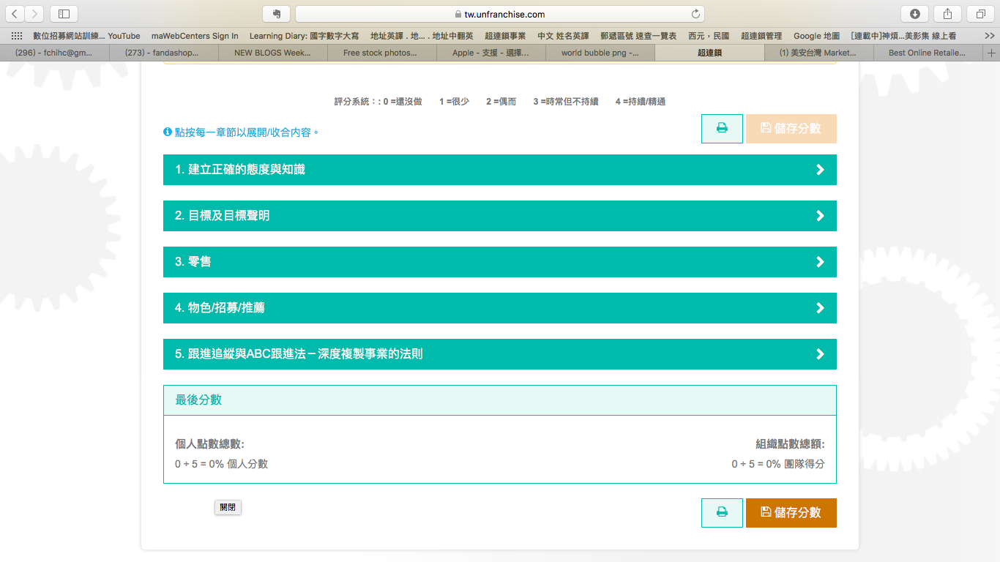 tw.unfranchise.com
數位招募網站訓練... YouTube maWebCenters Sign In Learning Diary: 國字數字大寫 地址英譯 . 地... . 地址中翻英 超連鎖事業 中文 姓名英譯 郵遞區號 速查一覽表 西元，民國 超連鎖管理 Google 地圖 [連載中]神煩...美影集 線上看
(296) - fchihc@gm... (273) - fandashop... NEW BLOGS Week... Free stock photos... Apple - 支援 - 選擇... world bubble png -... 超連鎖 (1) 美安台灣 Market... Best Online Retaile...
評分系統：: 0 =還沒做 1 =很少 2 =偶而 3 =時常但不持續 4 =持續/精通
點按每一章節以展開/收合内容。
儲存分數
1. 建立正確的態度與知識
2. 目標及目標聲明
3. 零售
4. 物色/招募/推薦
5. 跟進追縱與ABC跟進法－深度複製事業的法則
最後分數
個人點數總數: 組織點數總額:
0 ÷ 5 = 0% 個人分數 0 ÷ 5 = 0% 團隊得分
關閉
儲存分數